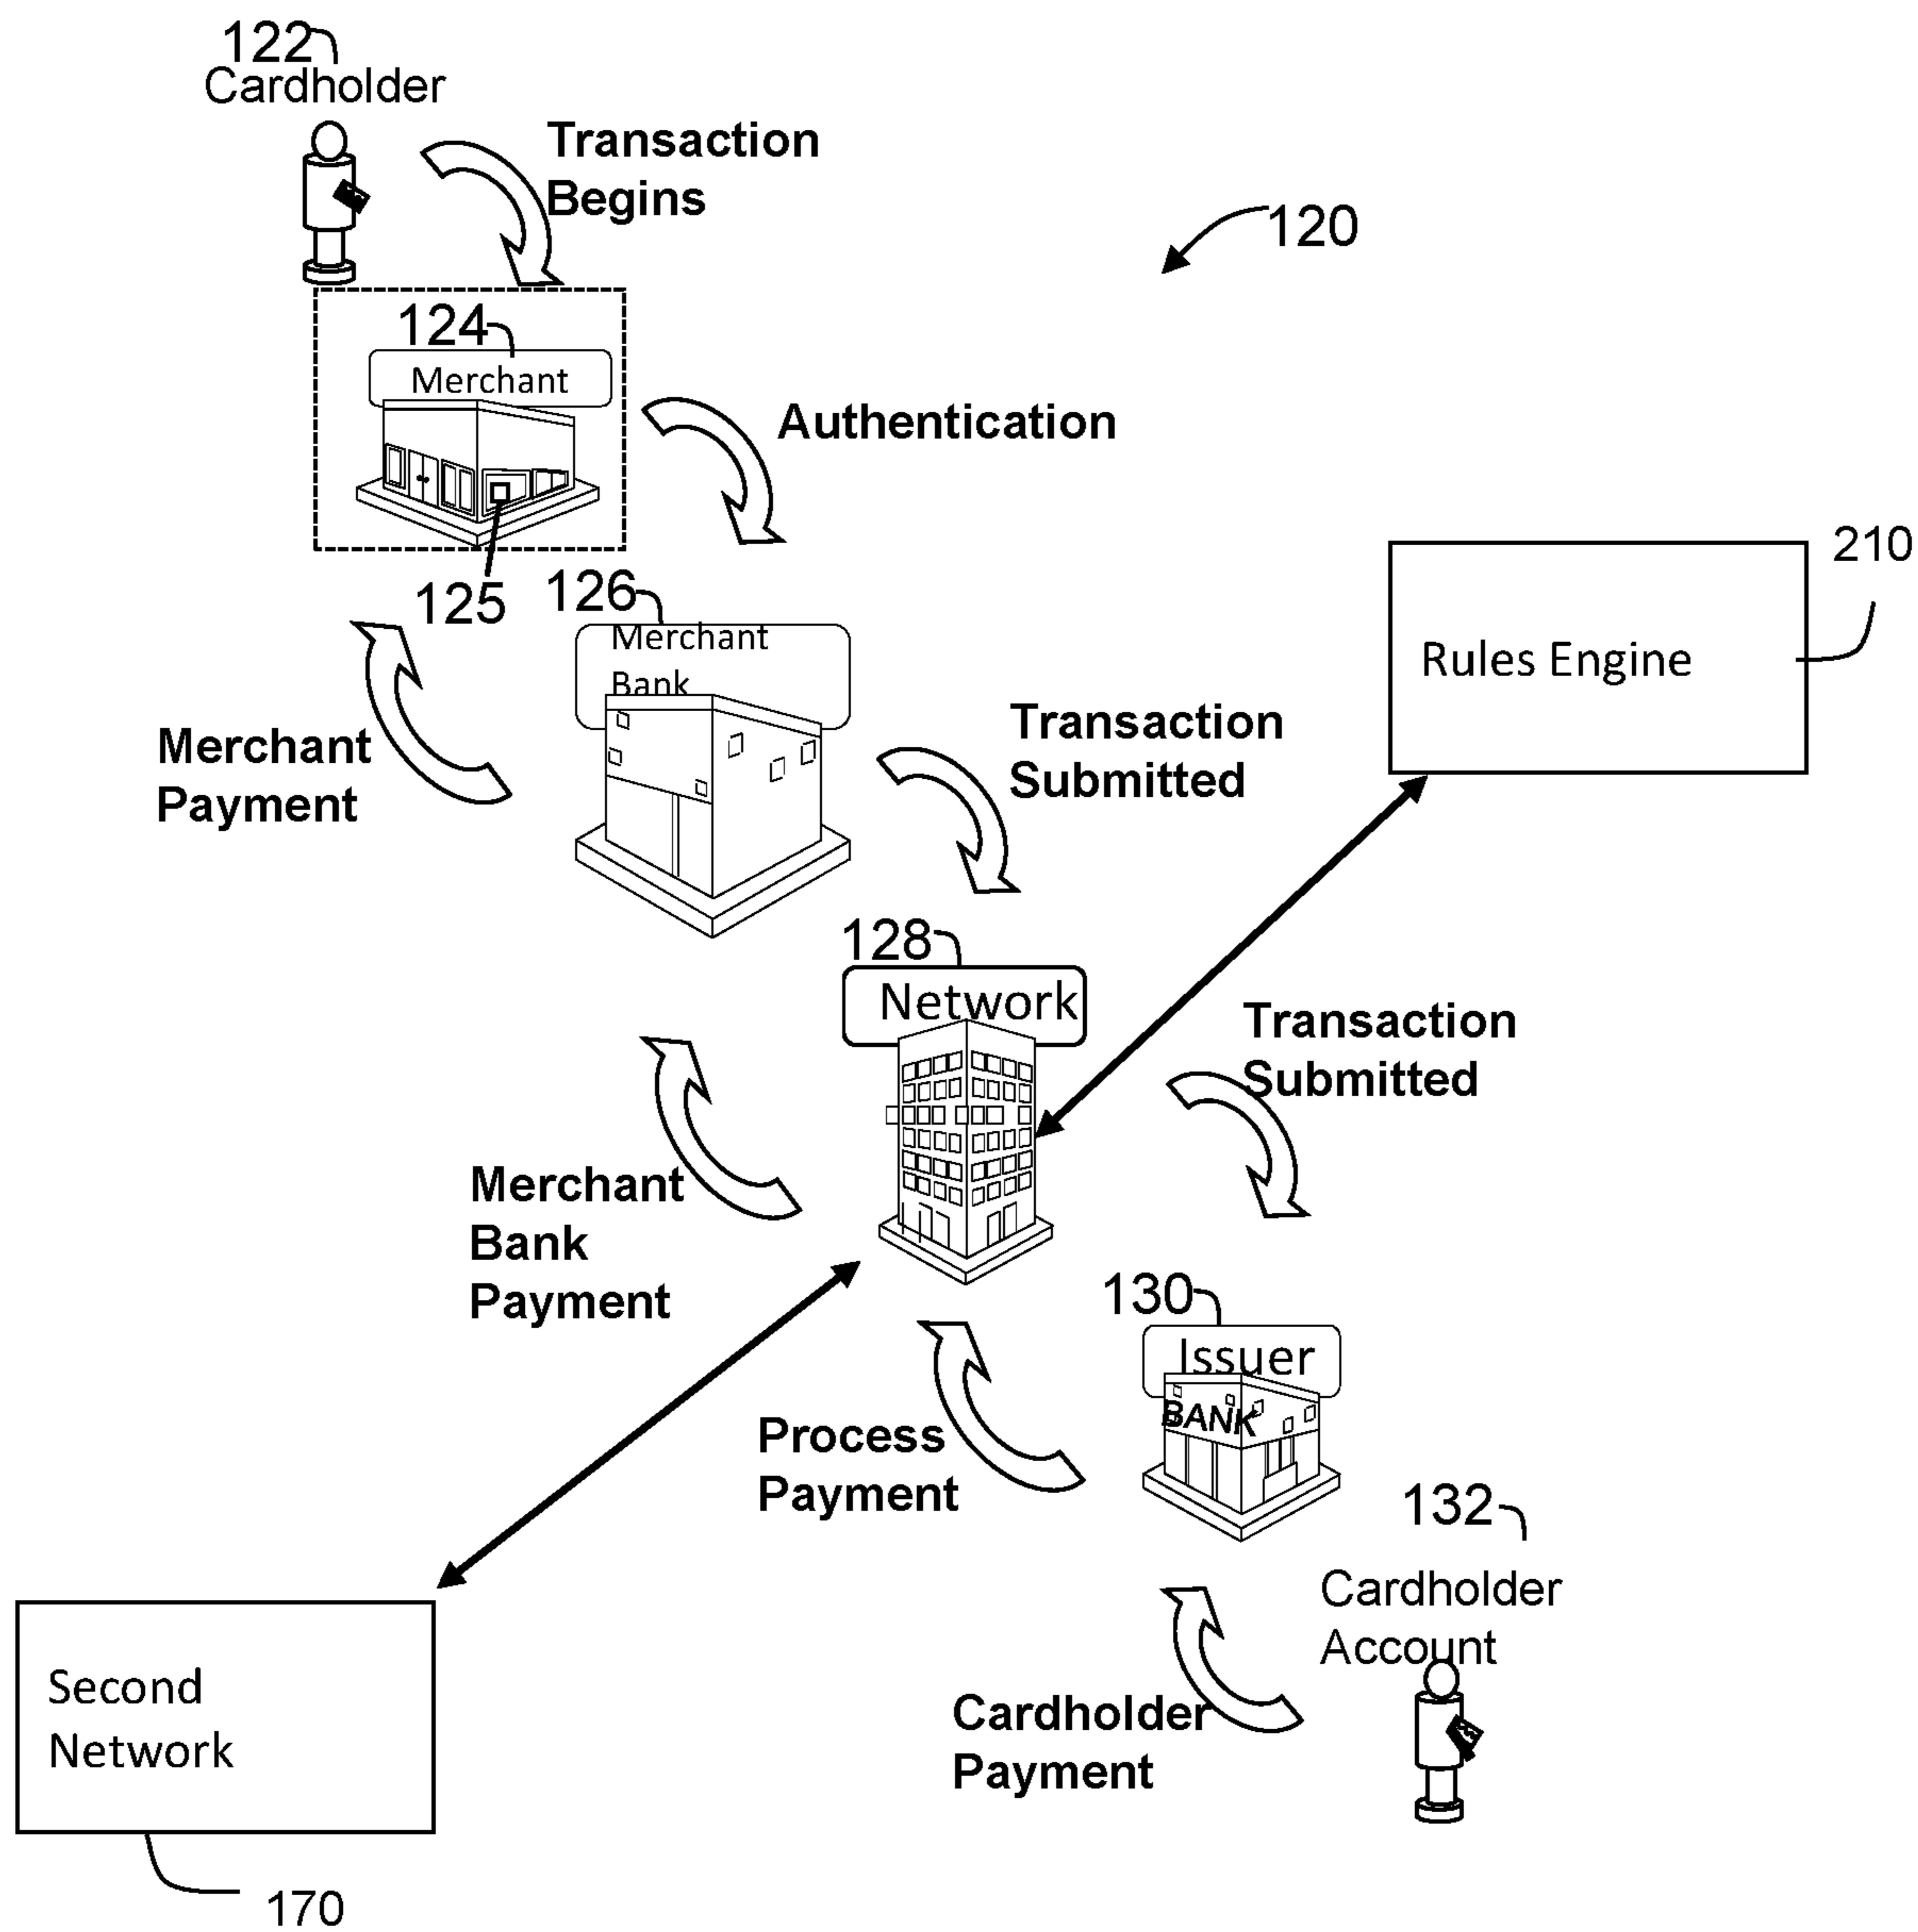 122
Cardholder
Transaction
Begins
120
124
Merchant
Authentication
125
126
Merchant
Bank
210
Rules Engine
Merchant
Payment
Transaction
Submitted
128
Network
Transaction
Submitted
Merchant
Bank
Payment
130
Issuer
BANK
Process
Payment
132
Cardholder
Account
Cardholder
Payment
Second
Network
170